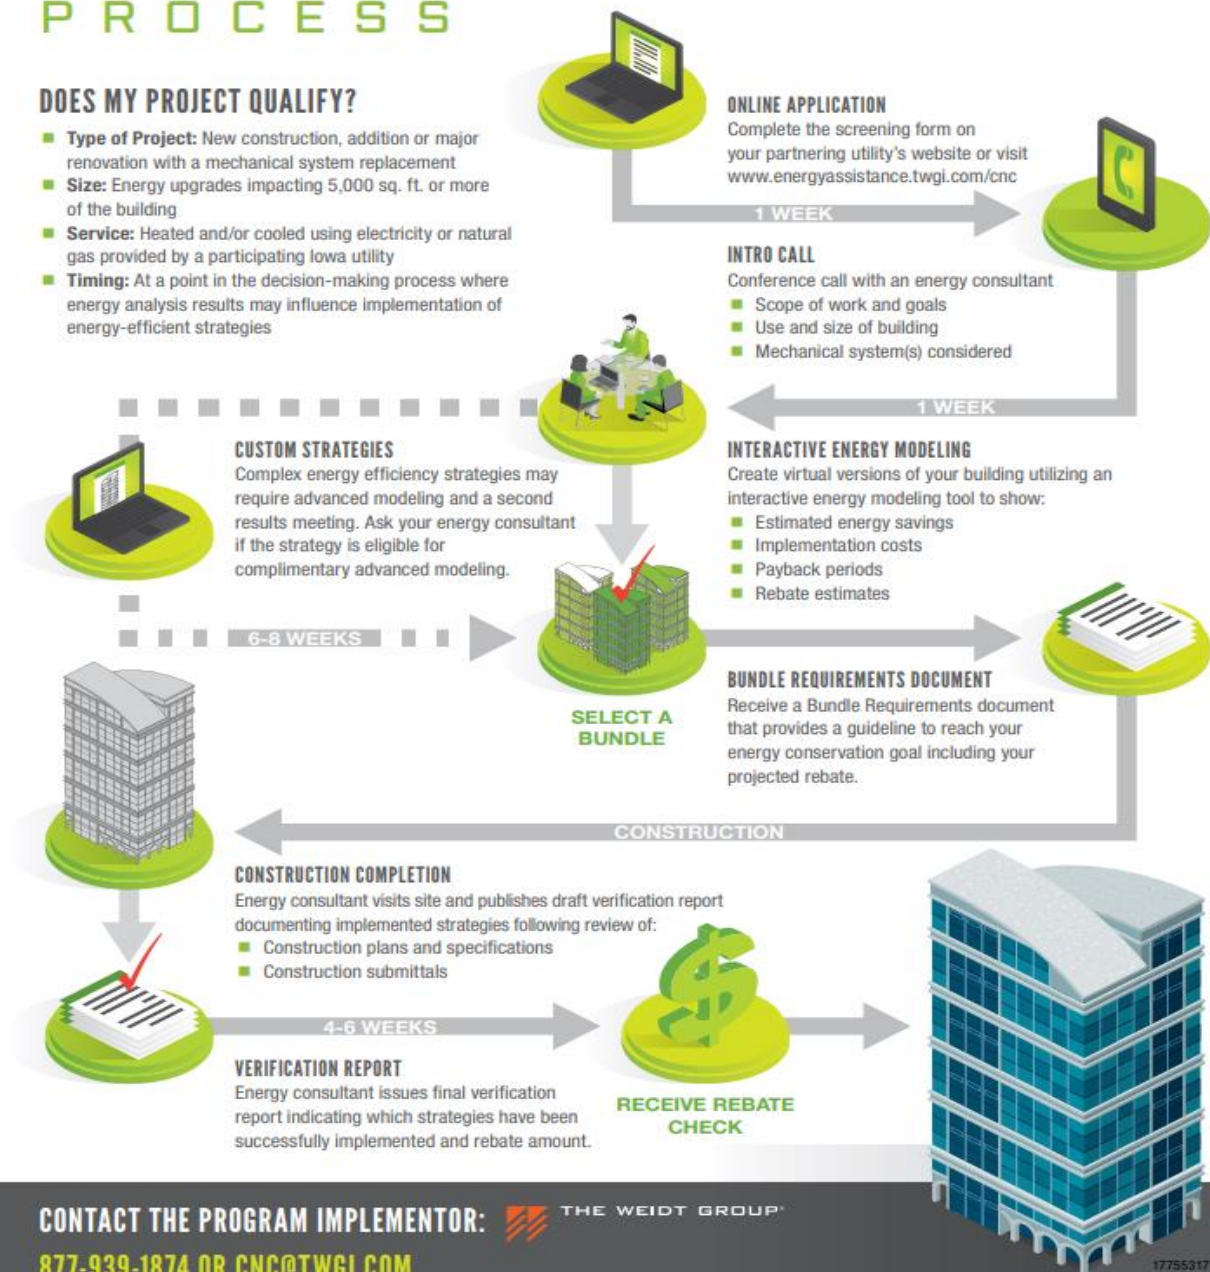 PROCESS
DOES MY PROJECT QUALIFY?
Type of Project: New construction, addition or major
renovation with a mechanical system replacement
Size: Energy upgrades impacting 5,000 sq. ft. or more
of the building
Service: Heated and/or cooled using electricity or natural
gas provided by a participating Iowa utility
Timing: At a point in the decision-making process where
energy analysis results may influence implementation of
energy-efficient strategies
ONLINE APPLICATION
Complete the screening form on
your partnering utility's website or visit
www.energyassistance.twgi.com/cnc
1 WEEK
INTRO CALL
Conference call with an energy consultant
Scope of work and goals
Use and size of building
Mechanical system(s) considered
1 WEEK
INTERACTIVE ENERGY MODELING
Create virtual versions of your building utilizing an
interactive energy modeling tool to show:
Estimated energy savings
Implementation costs
Payback periods
Rebate estimates
CUSTOM STRATEGIES
Complex energy efficiency strategies may
require advanced modeling and a second
results meeting. Ask your energy consultant
if the strategy is eligible for
complimentary advanced modeling.
6-8 WEEKS
SELECT A
BUNDLE
BUNDLE REQUIREMENTS DOCUMENT
Receive a Bundle Requirements document
that provides a guideline to reach your
energy conservation goal including your
projected rebate.
CONSTRUCTION
CONSTRUCTION COMPLETION
Energy consultant visits site and publishes draft verification report
documenting implemented strategies following review of:
Construction plans and specifications
Construction submittals
4-6 WEEKS
VERIFICATION REPORT
Energy consultant issues final verification
report indicating which strategies have been
successfully implemented and rebate amount.
RECEIVE REBATE
CHECK
CONTACT THE PROGRAM IMPLEMENTOR:
THE WEIDT GROUP
877-939-1874 OR CNC@TWGI.COM
17755317